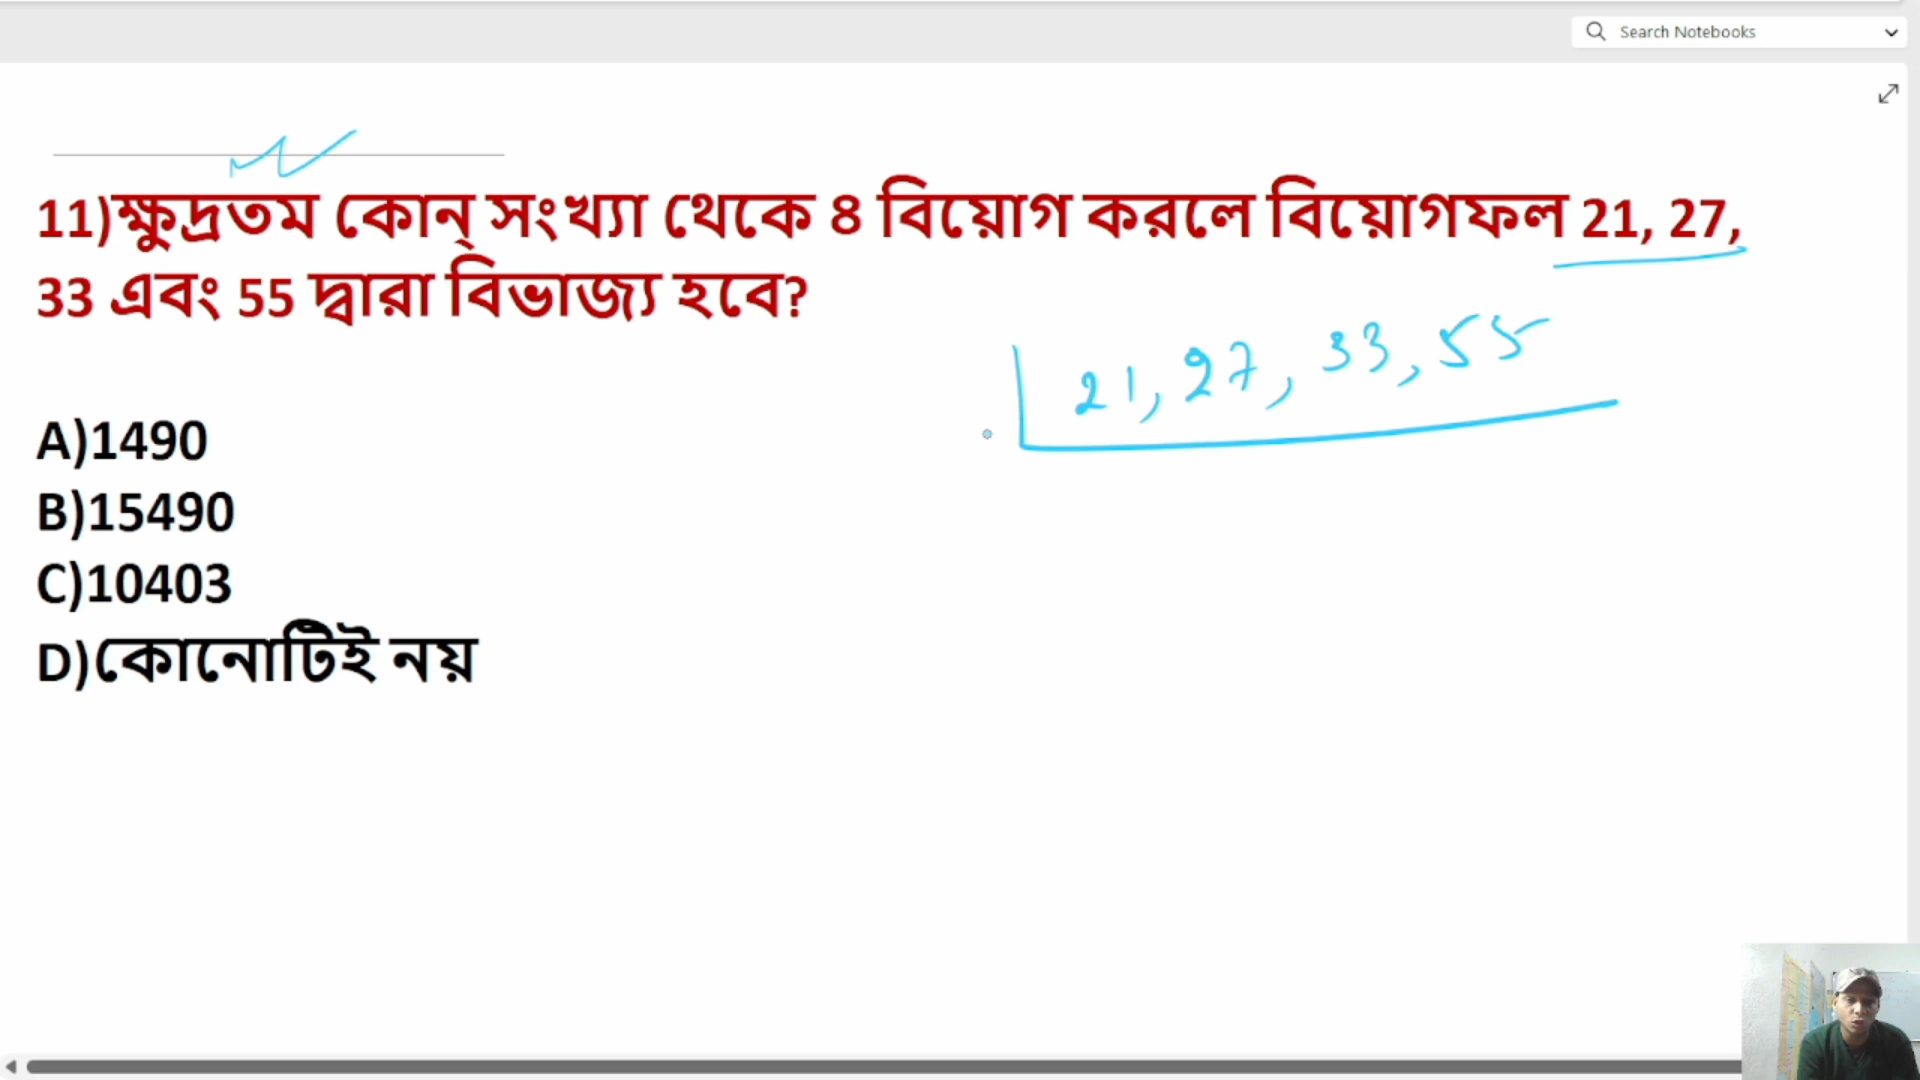 Search Notebooks
11)ক্ষুদ্রতম কোন্ সংখ্যা থেকে 8 বিয়োগ করলে বিয়োগফল 21, 27,
33 এবং 55 দ্বারা বিভাজ্য হবে?
21, 27, 33, 55
A)1490
B)15490
C)10403
D)কোনোটিই নয়